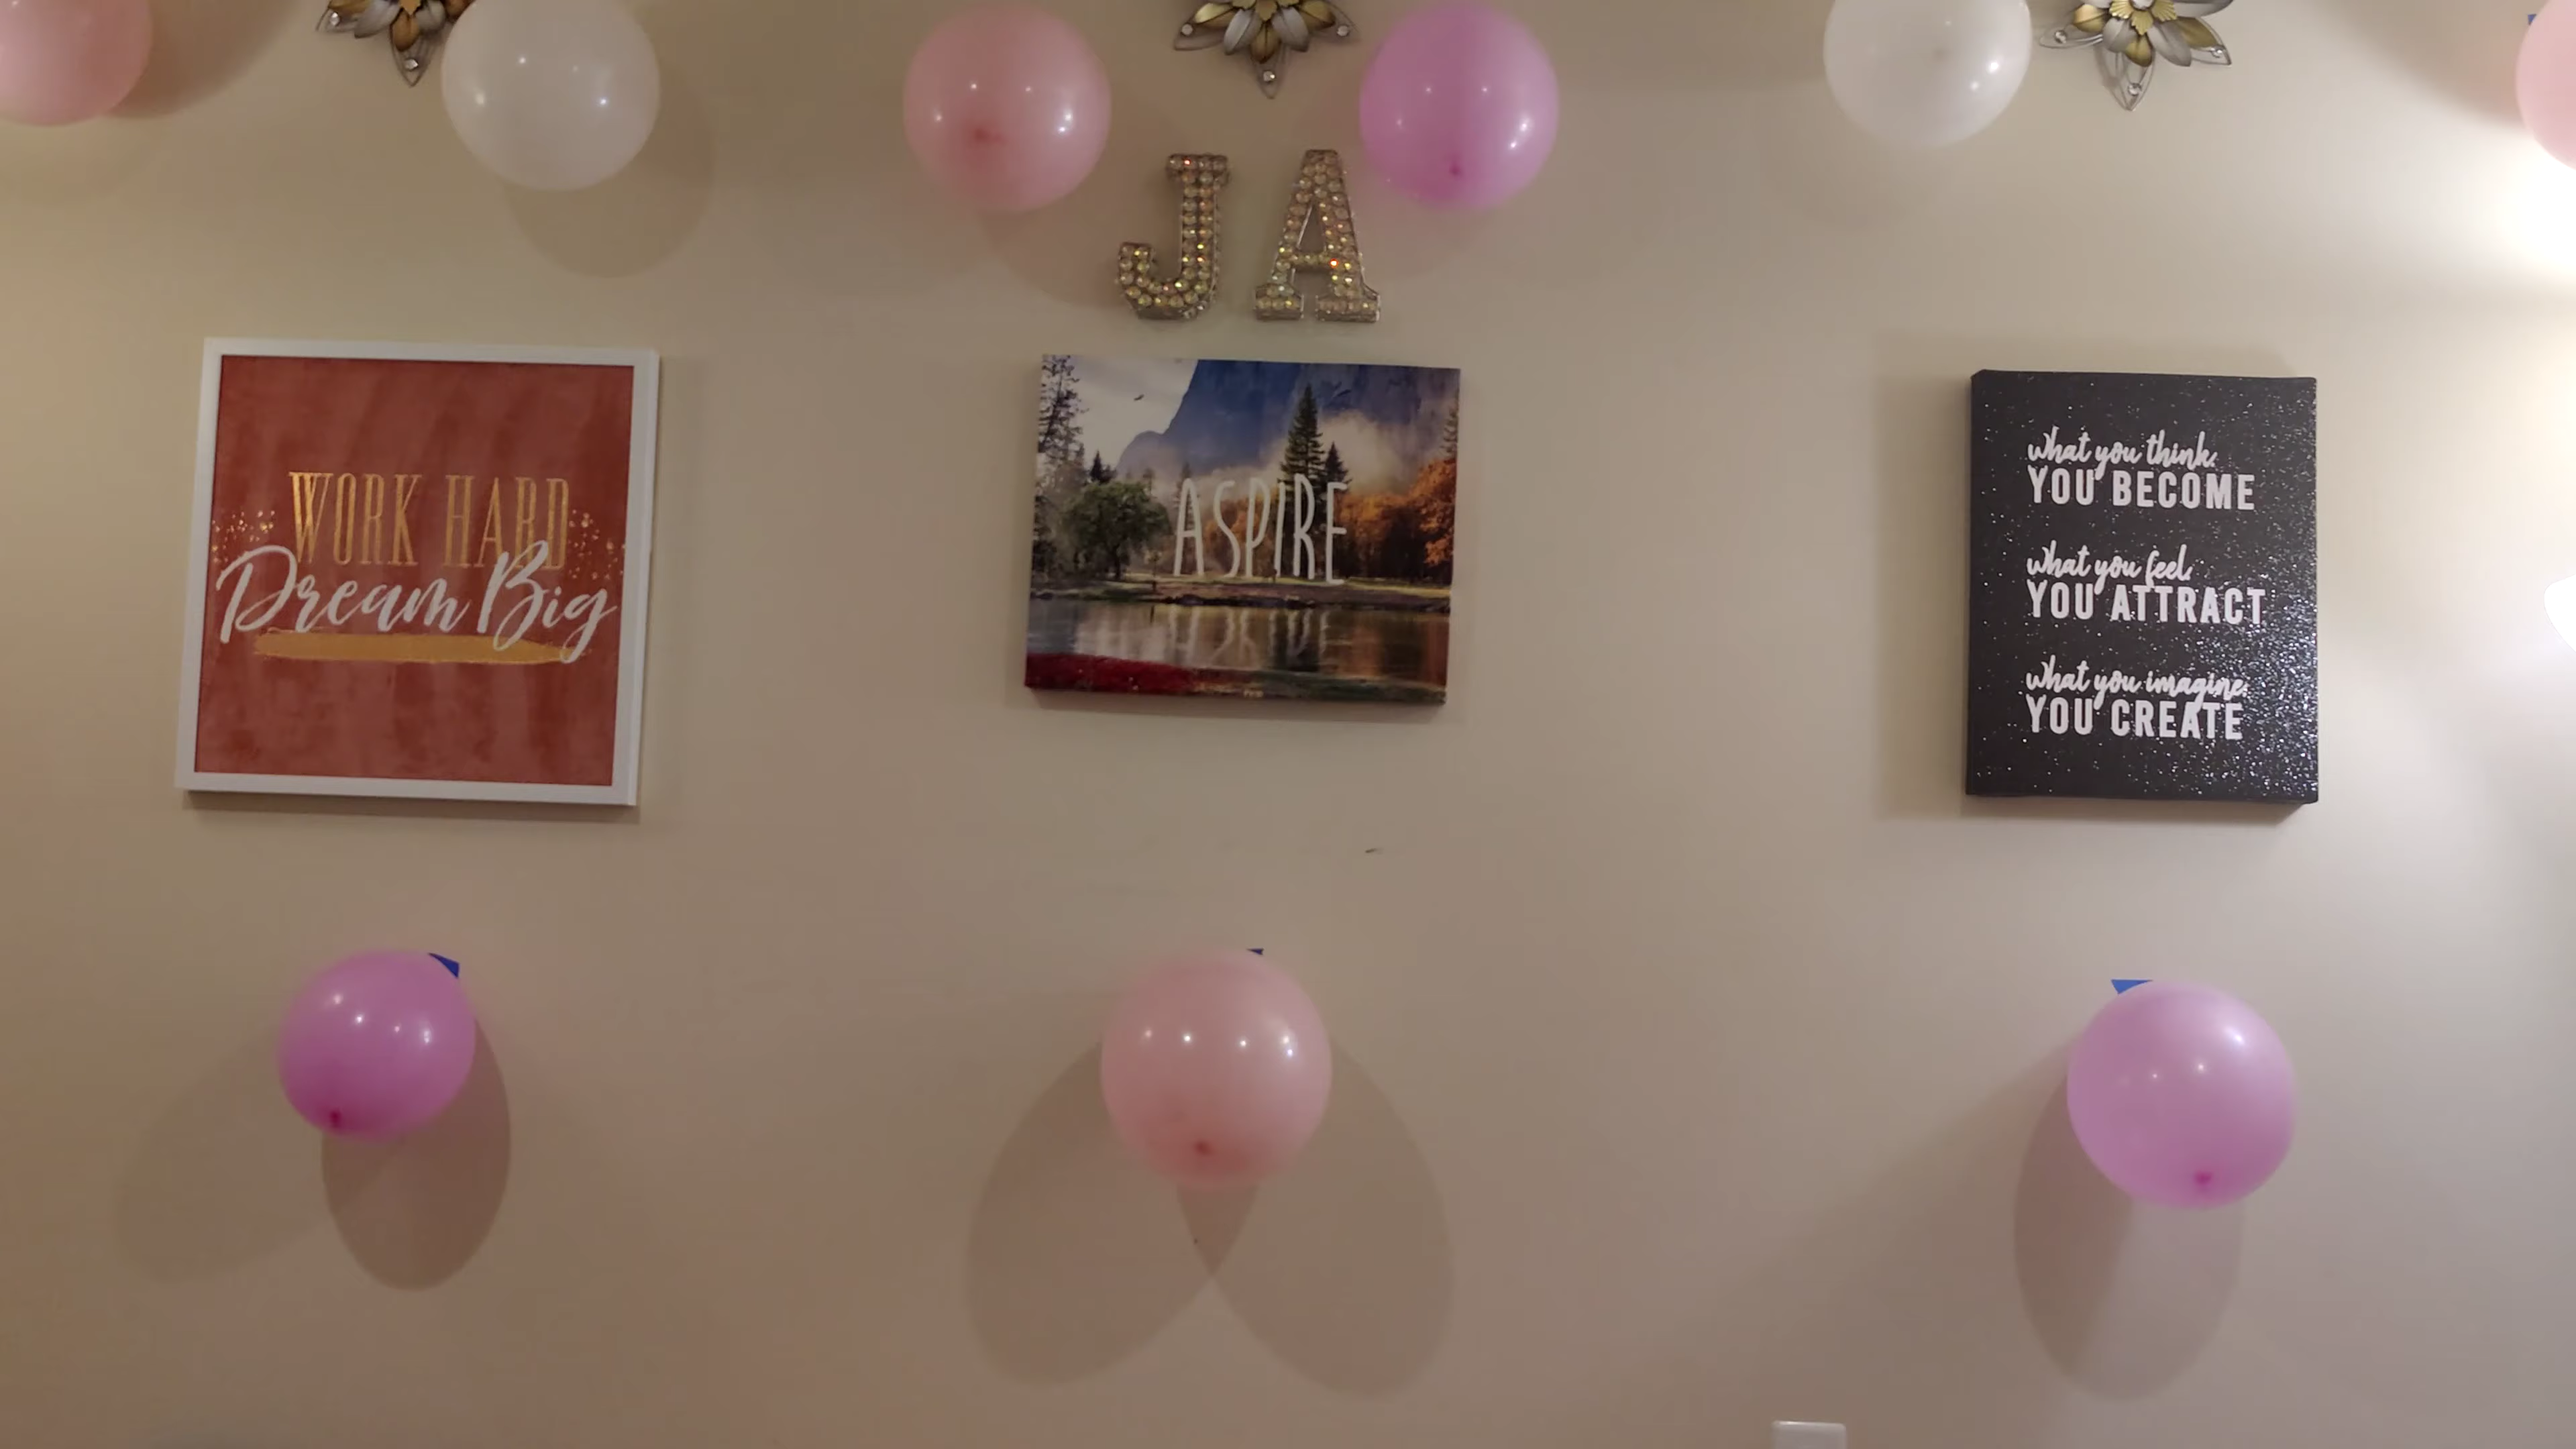 JA
WORK HARD
Dream Big
ASPIRE
what you think,
YOU BECOME
what you feel,
YOU ATTRACT
what you imagine,
YOU CREATE